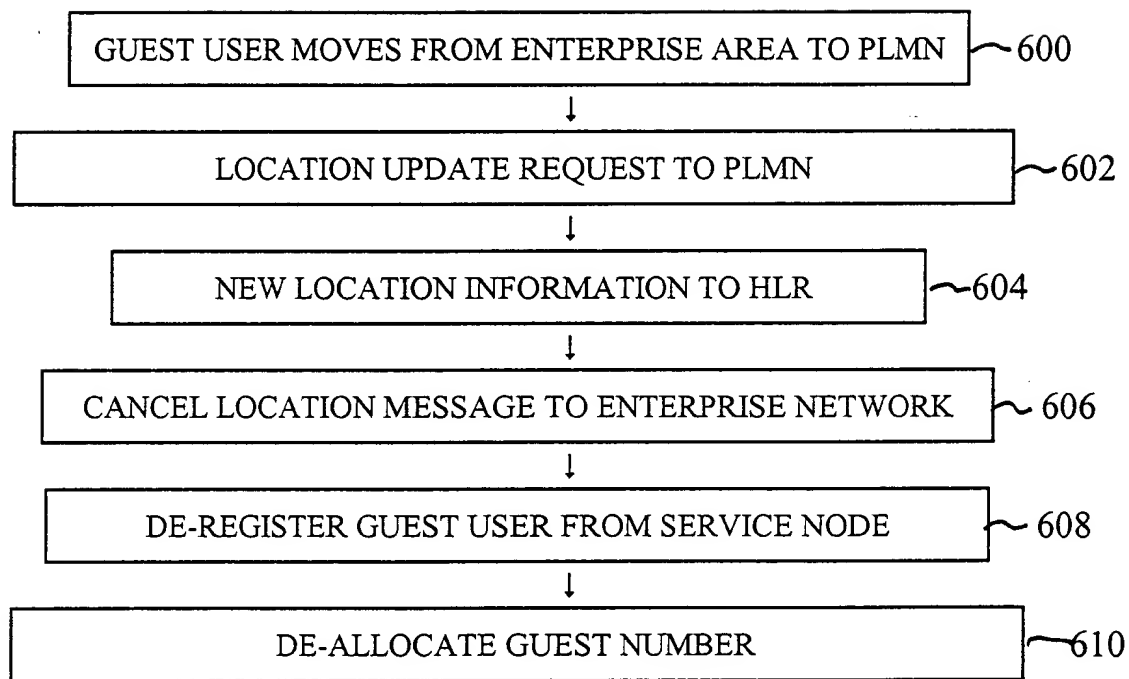 GUEST USER MOVES FROM ENTERPRISE AREA TO PLMN 600
LOCATION UPDATE REQUEST TO PLMN 602
NEW LOCATION INFORMATION TO HLR 604
CANCEL LOCATION MESSAGE TO ENTERPRISE NETWORK 606
DE-REGISTER GUEST USER FROM SERVICE NODE 608
DE-ALLOCATE GUEST NUMBER 610